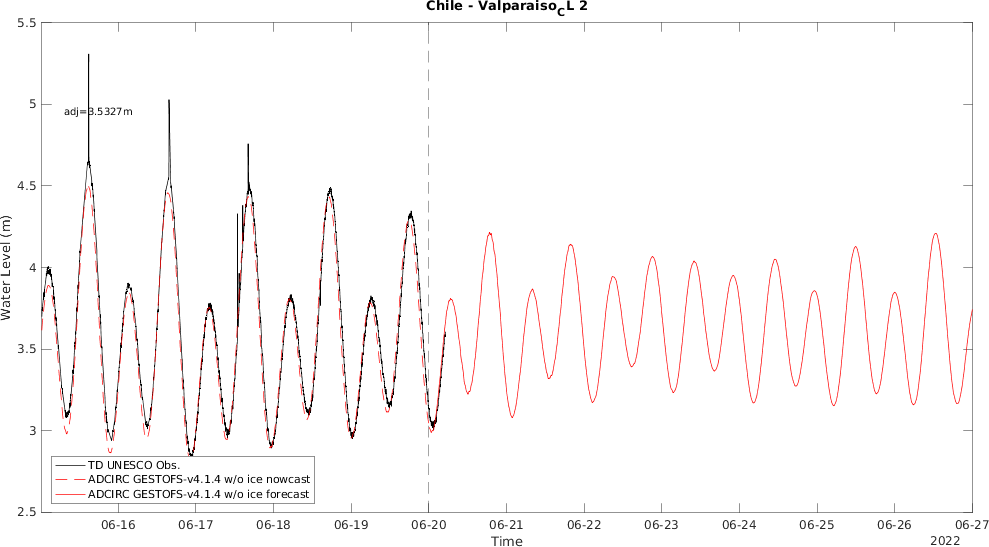 Chile - Valparaiso_CL 2
5.5
5
4.5
4
3.5
3
2.5
Water Level (m)
adj=3.5327m
TD UNESCO Obs.
ADCIRC GESTOFS-v4.1.4 w/o ice nowcast
ADCIRC GESTOFS-v4.1.4 w/o ice forecast
06-16 06-17 06-18 06-19 06-20 06-21 06-22 06-23 06-24 06-25 06-26 06-27
Time
2022